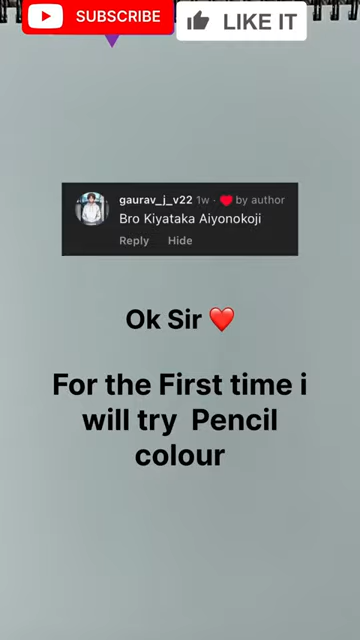 SUBSCRIBE
LIKE IT
gaurav_j_v22 1w · ❤️ by author
Bro Kiyataka Aiyonokoji
Reply Hide
Ok Sir ❤️
For the First time i
will try Pencil
colour